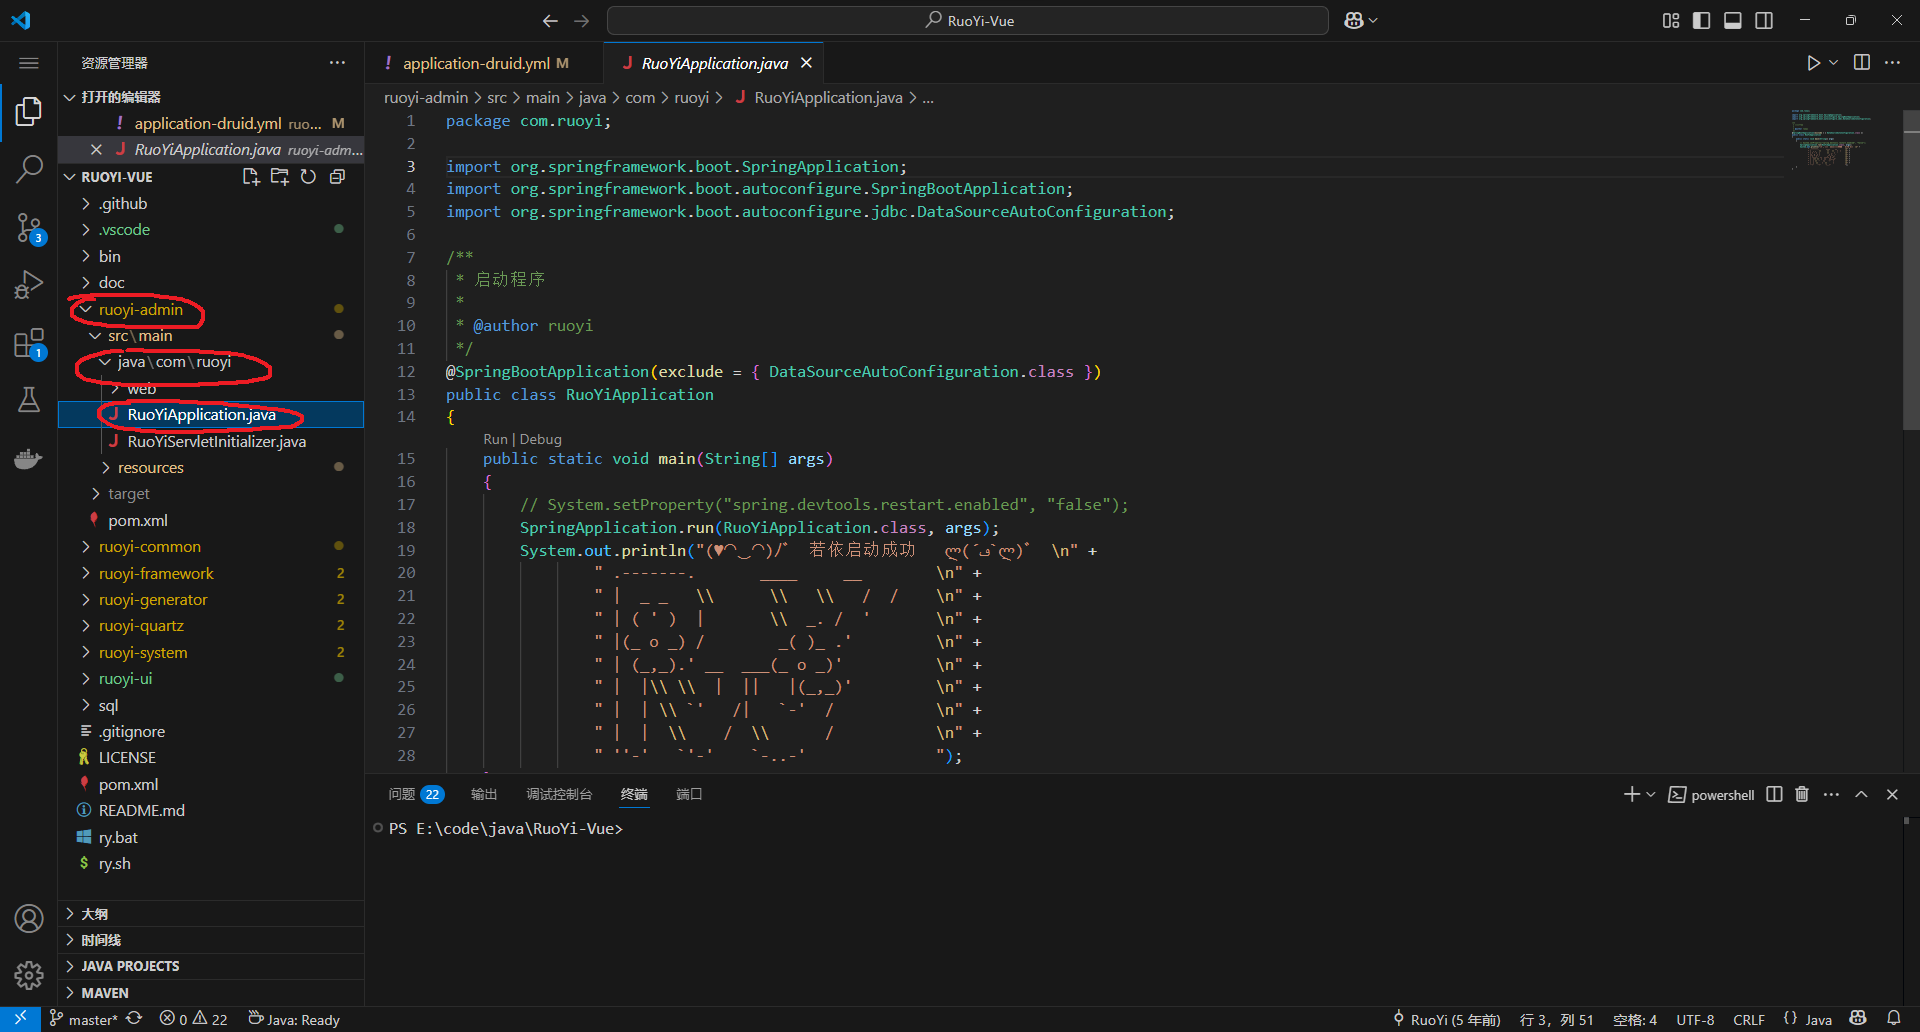 RuoYi-Vue
资源管理器
打开的编辑器
application-druid.yml ruo... M
RuoYiApplication.java ruoyi-adm...
RUOYI-VUE
.github
.vscode
bin
doc
ruoyi-admin
src\main
java\com\ruoyi
web
RuoYiApplication.java
RuoYiServletInitializer.java
resources
target
pom.xml
ruoyi-common
ruoyi-framework 2
ruoyi-generator 2
ruoyi-quartz 2
ruoyi-system 2
ruoyi-ui
sql
.gitignore
LICENSE
pom.xml
README.md
ry.bat
ry.sh
大纲
时间线
JAVA PROJECTS
MAVEN
3
1
application-druid.yml M
RuoYiApplication.java
ruoyi-admin > src > main > java > com > ruoyi > RuoYiApplication.java > ...
1 package com.ruoyi;
2
3 import org.springframework.boot.SpringApplication;
4 import org.springframework.boot.autoconfigure.SpringBootApplication;
5 import org.springframework.boot.autoconfigure.jdbc.DataSourceAutoConfiguration;
6
7 /**
8 * 启动程序
9 *
10 * @author ruoyi
11 */
12 @SpringBootApplication(exclude = { DataSourceAutoConfiguration.class })
13 public class RuoYiApplication
14 {
Run | Debug
15 public static void main(String[] args)
16 {
17 // System.setProperty("spring.devtools.restart.enabled", "false");
18 SpringApplication.run(RuoYiApplication.class, args);
19 System.out.println("(♥◠‿◠)ﾉﾞ  若依启动成功   ლ(´ڡ`ლ)ﾞ  \n" +
20 " .-------.       ____     __        \n" +
21 " |  _ _   \\      \\   \\   /  /    \n" +
22 " | ( ' )  |       \\  _. /  '       \n" +
23 " |(_ o _) /        _( )_ .'         \n" +
24 " | (_,_).' __  ___(_ o _)'          \n" +
25 " |  |\\ \\  |  ||   |(_,_)'         \n" +
26 " |  | \\ `'   /|   `-'  /           \n" +
27 " |  |  \\    /  \\      /           \n" +
28 " ''-'   `'-'    `-..-'              ");
问题 22 输出 调试控制台 终端 端口
powershell
PS E:\code\java\RuoYi-Vue>
master* 0 22 Java: Ready
RuoYi (5 年前) 行 3，列 51 空格: 4 UTF-8 CRLF {} Java